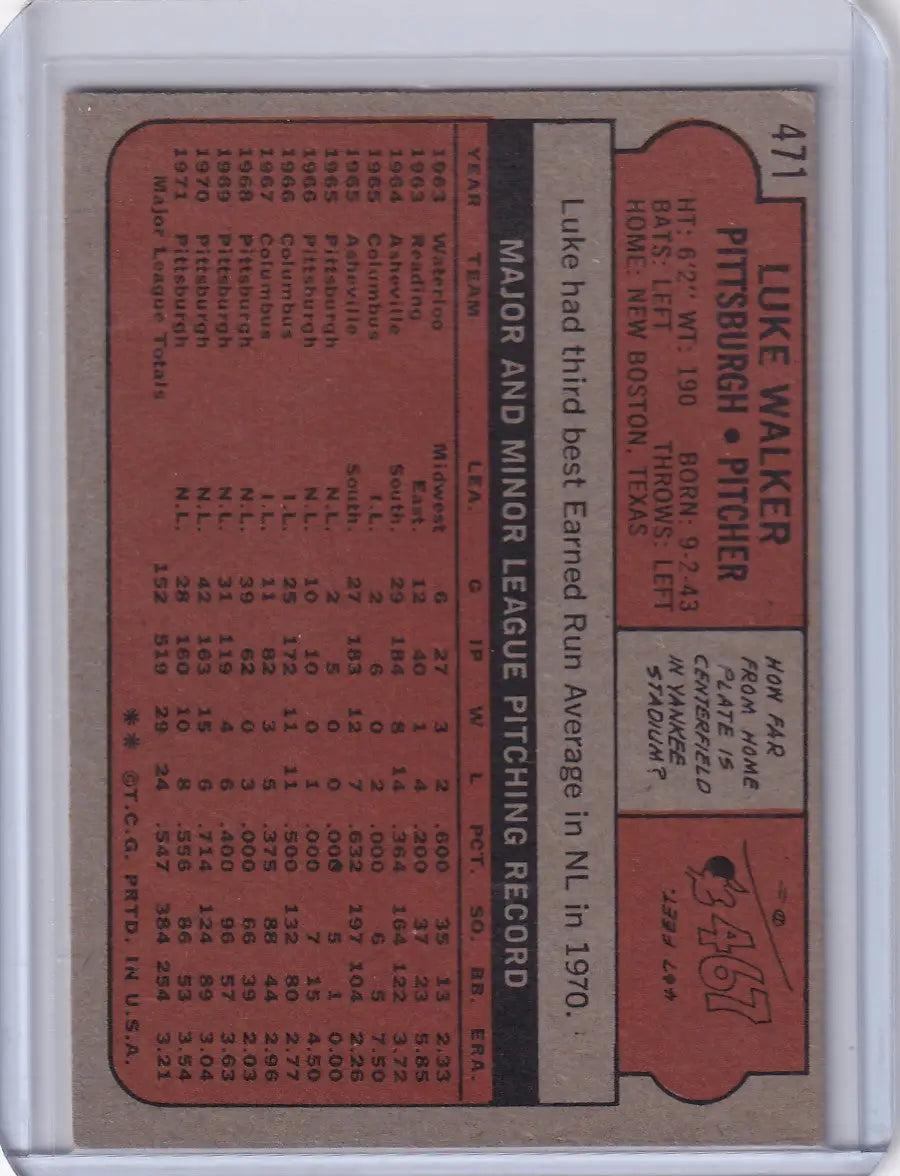 471
LUKE WALKER
PITTSBURGH • PITCHER
HT: 6'2" WT: 190 BORN: 9-2-43
BATS: LEFT THROWS: LEFT
HOME: NEW BOSTON, TEXAS
HOW FAR
FROM HOME
PLATE IS
CENTERFIELD
IN YANKEE
STADIUM?
467
467 FEET.
Luke had third best Earned Run Average in NL in 1970.
MAJOR AND MINOR LEAGUE PITCHING RECORD
YEAR TEAM LEA. G IP W L PCT. SO. BB. ERA.
1963 Waterloo Midwest 6 27 3 2 .600 35 13 2.33
1963 Reading East. 12 40 1 4 .200 37 23 5.85
1964 Asheville South. 29 184 8 14 .364 164 122 3.72
1965 Columbus I.L. 2 6 0 2 .000 6 5 7.50
1965 Asheville South. 27 183 12 7 .632 197 104 2.26
1965 Pittsburgh N.L. 2 5 0 0 .000 5 1 0.00
1966 Pittsburgh N.L. 10 10 0 1 .000 7 15 4.50
1966 Columbus I.L. 25 172 11 11 .500 132 80 2.77
1967 Columbus I.L. 11 82 3 5 .375 88 44 2.96
1968 Pittsburgh N.L. 39 62 0 3 .000 66 39 2.03
1969 Pittsburgh N.L. 31 119 4 6 .400 96 57 3.63
1970 Pittsburgh N.L. 42 163 15 6 .714 124 89 3.04
1971 Pittsburgh N.L. 28 160 10 8 .556 86 53 3.54
Major League Totals 152 519 29 24 .547 384 254 3.21
** ©T.C.G. PRTD. IN U.S.A.